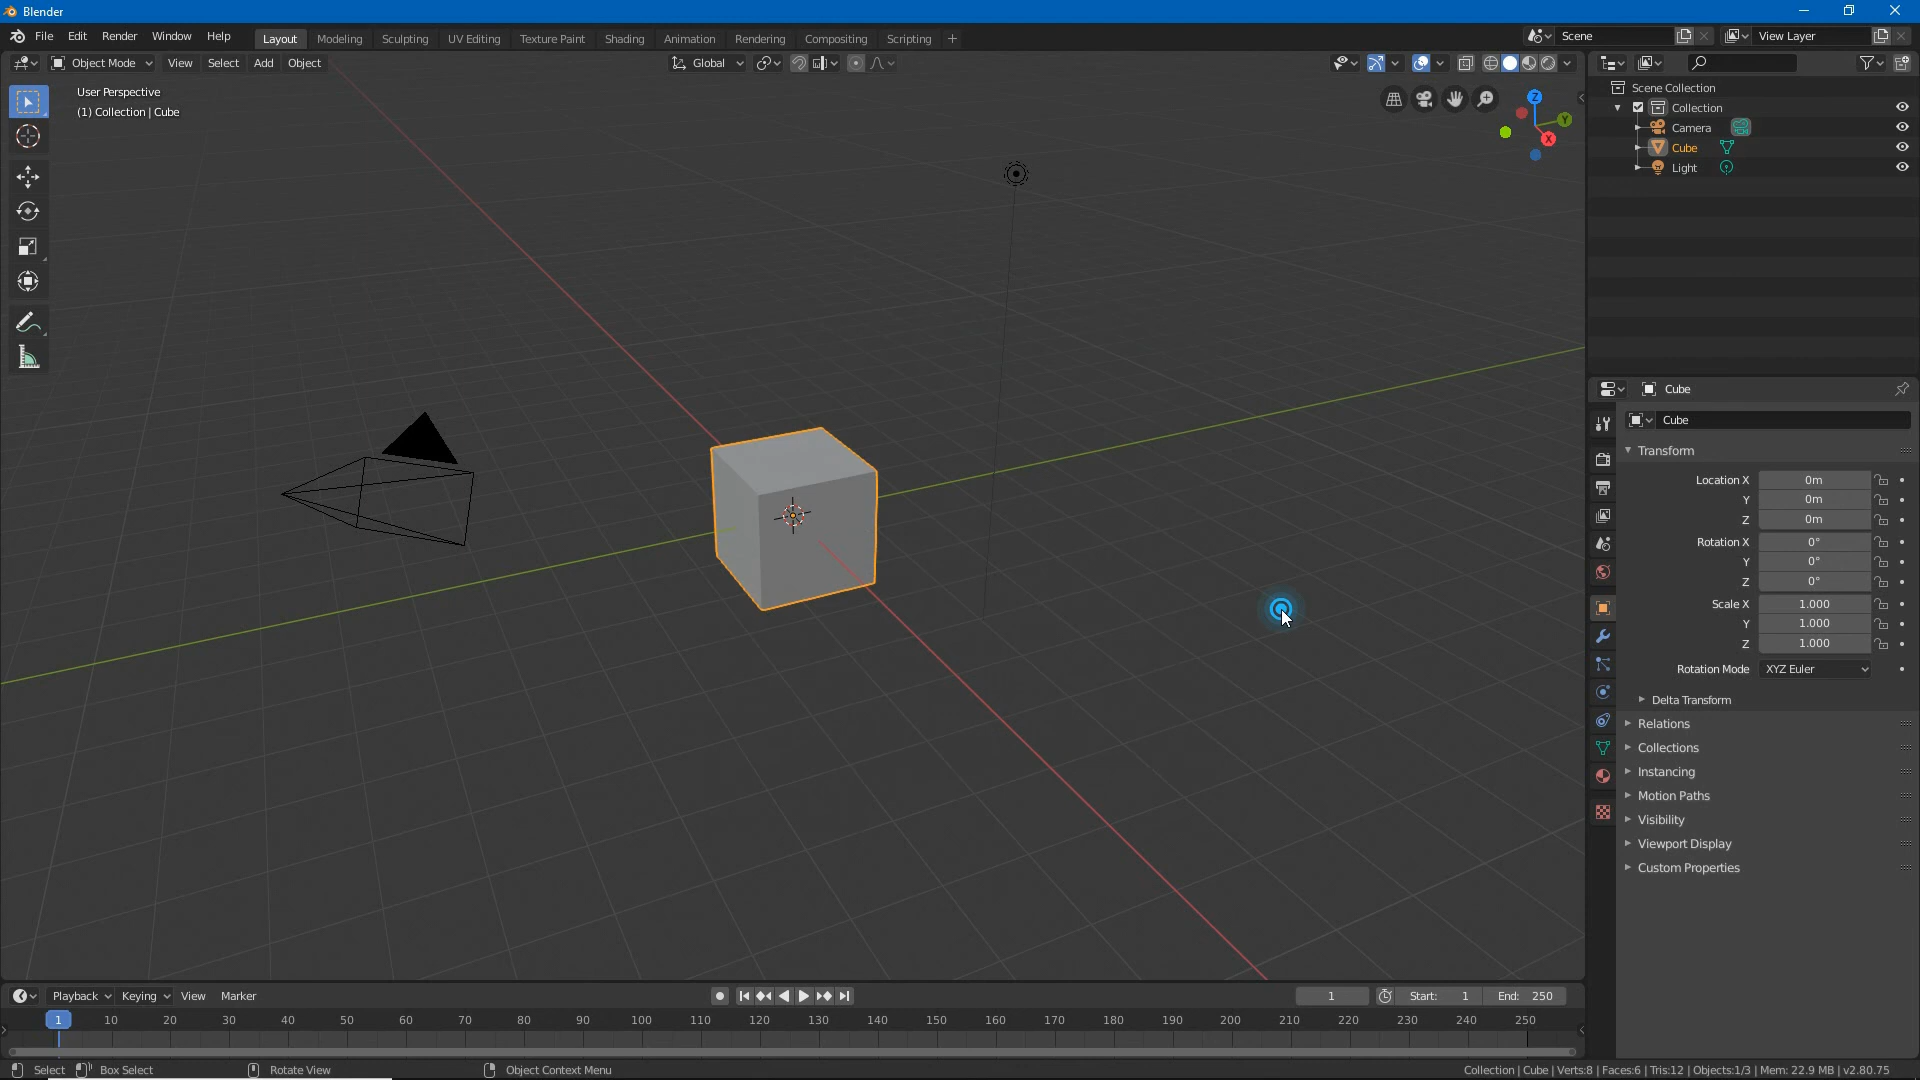 Blender
File Edit Render Window Help Layout Modeling Sculpting UV Editing Texture Paint Shading Animation Rendering Compositing Scripting + Scene View Layer
Object Mode View Select Add Object Global
User Perspective
(1) Collection | Cube
Z
Y
X
Scene Collection
Collection
Camera
Cube
Light
Cube
Cube
Transform
Location X 0m
Y 0m
Z 0m
Rotation X 0°
Y 0°
Z 0°
Scale X 1.000
Y 1.000
Z 1.000
Rotation Mode XYZ Euler
Delta Transform
Relations
Collections
Instancing
Motion Paths
Visibility
Viewport Display
Custom Properties
Playback Keying View Marker 1 Start: 1 End: 250
1 10 20 30 40 50 60 70 80 90 100 110 120 130 140 150 160 170 180 190 200 210 220 230 240 250
Select Box Select Rotate View Object Context Menu Collection | Cube | Verts:8 | Faces:6 | Tris:12 | Objects:1/3 | Mem: 22.9 MB | v2.80.75